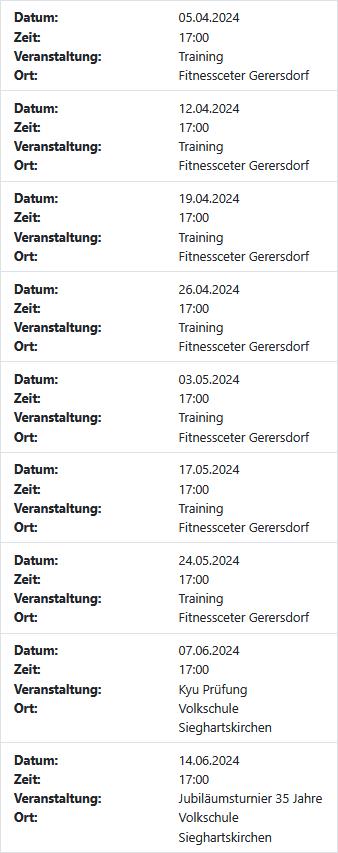 Datum: 05.04.2024
Zeit: 17:00
Veranstaltung: Training
Ort: Fitnessceter Gerersdorf
Datum: 12.04.2024
Zeit: 17:00
Veranstaltung: Training
Ort: Fitnessceter Gerersdorf
Datum: 19.04.2024
Zeit: 17:00
Veranstaltung: Training
Ort: Fitnessceter Gerersdorf
Datum: 26.04.2024
Zeit: 17:00
Veranstaltung: Training
Ort: Fitnessceter Gerersdorf
Datum: 03.05.2024
Zeit: 17:00
Veranstaltung: Training
Ort: Fitnessceter Gerersdorf
Datum: 17.05.2024
Zeit: 17:00
Veranstaltung: Training
Ort: Fitnessceter Gerersdorf
Datum: 24.05.2024
Zeit: 17:00
Veranstaltung: Training
Ort: Fitnessceter Gerersdorf
Datum: 07.06.2024
Zeit: 17:00
Veranstaltung: Kyu Prüfung
Ort: Volkschule
Sieghartskirchen
Datum: 14.06.2024
Zeit: 17:00
Veranstaltung: Jubiläumsturnier 35 Jahre
Ort: Volkschule
Sieghartskirchen